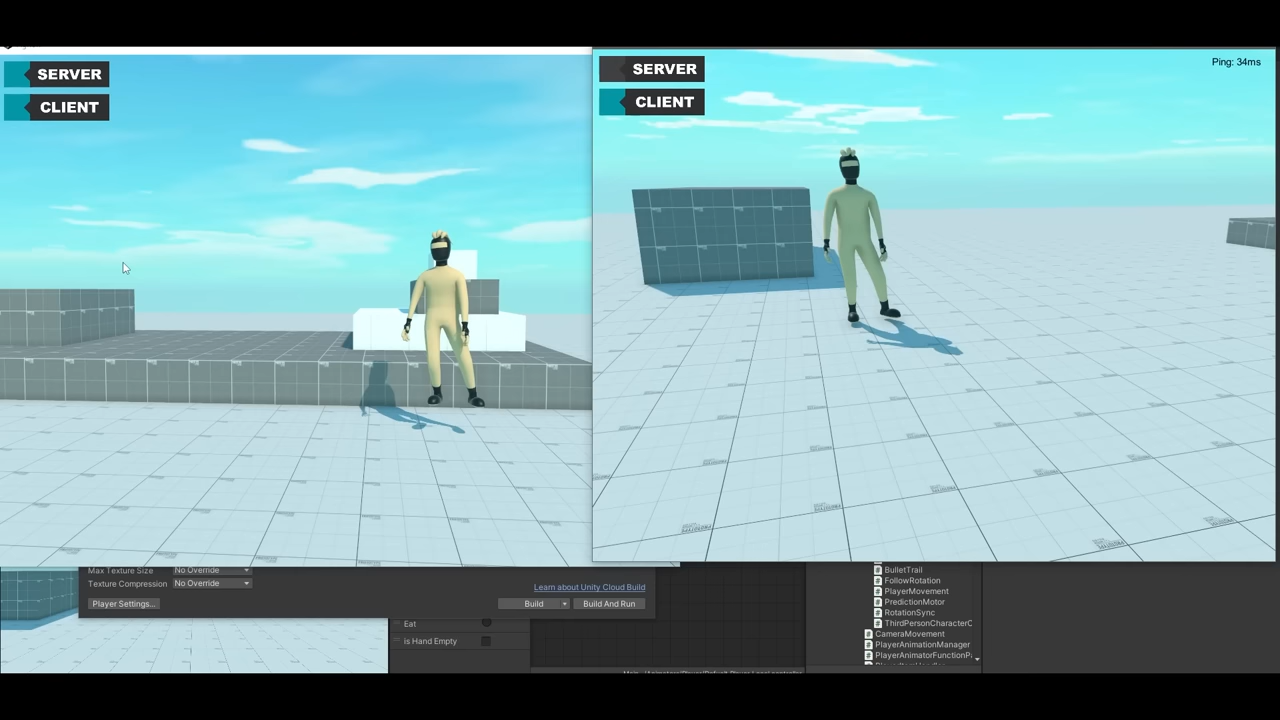 SERVER
CLIENT
SERVER
CLIENT
Ping: 34ms
Max Texture Size
No Override
Texture Compression
No Override
Learn about Unity Cloud Build
Player Settings...
Build
Build And Run
Eat
is Hand Empty
BulletTrail
FollowRotation
PlayerMovement
PredictionMotor
RotationSync
ThirdPersonCharacterC
CameraMovement
PlayerAnimationManager
PlayerAnimatorFunctionP